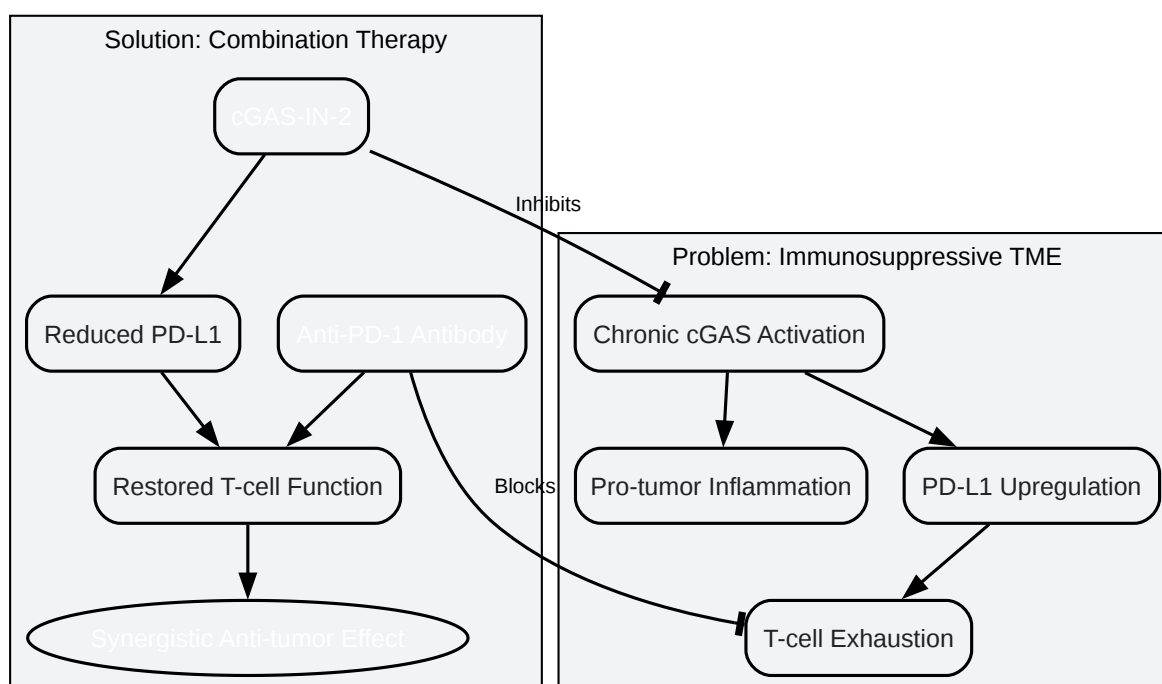 Solution: Combination Therapy
cGAS-IN-2
Inhibits
Problem: Immunosuppressive TME
Reduced PD-L1
Anti-PD-1 Antibody
Chronic cGAS Activation
Restored T-cell Function
Blocks
Pro-tumor Inflammation
PD-L1 Upregulation
Synergistic Anti-tumor Effect
T-cell Exhaustion